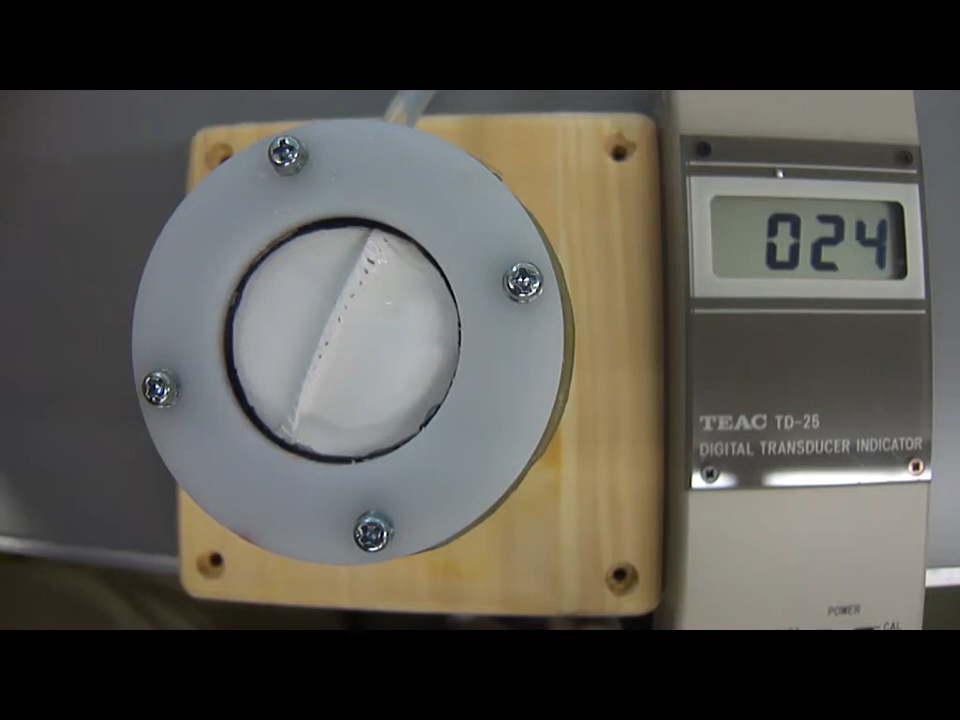 024
TEAC TD-25
DIGITAL TRANSDUCER INDICATOR
POWER
CAL